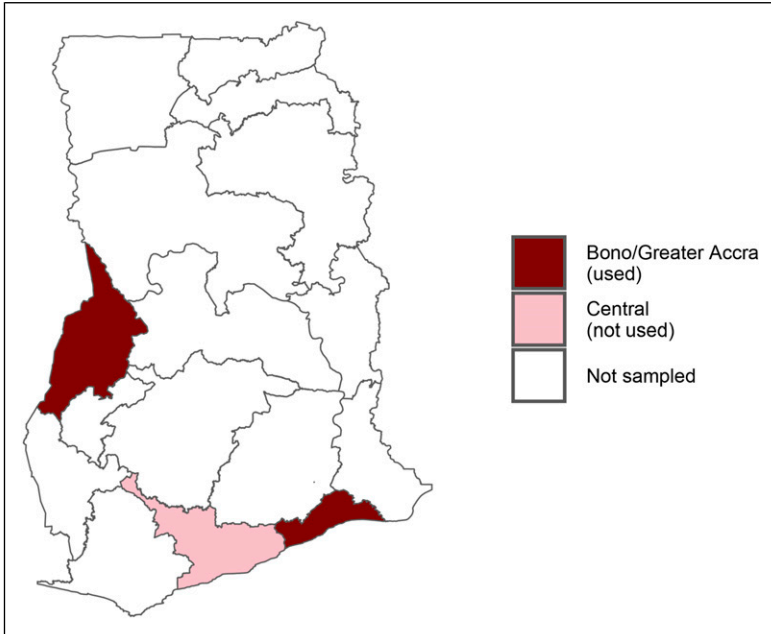 Bono/Greater Accra
(used)
Central
(not used)
Not sampled